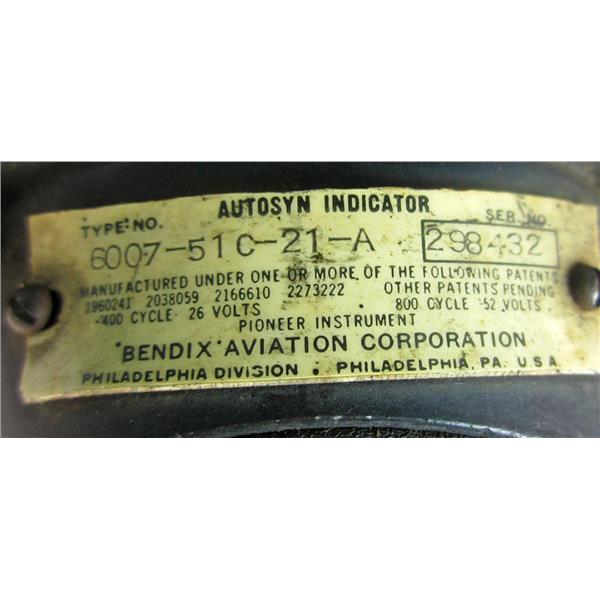 AUTOSYN INDICATOR
TYPE NO. SER. NO.
6007-51C-21-A 298432
MANUFACTURED UNDER ONE OR MORE OF THE FOLLOWING PATENTS
1960241 2038059 2166610 2273222 OTHER PATENTS PENDING
400 CYCLE 26 VOLTS 800 CYCLE 52 VOLTS
PIONEER INSTRUMENT
BENDIX AVIATION CORPORATION
PHILADELPHIA DIVISION • PHILADELPHIA, PA. U.S.A.